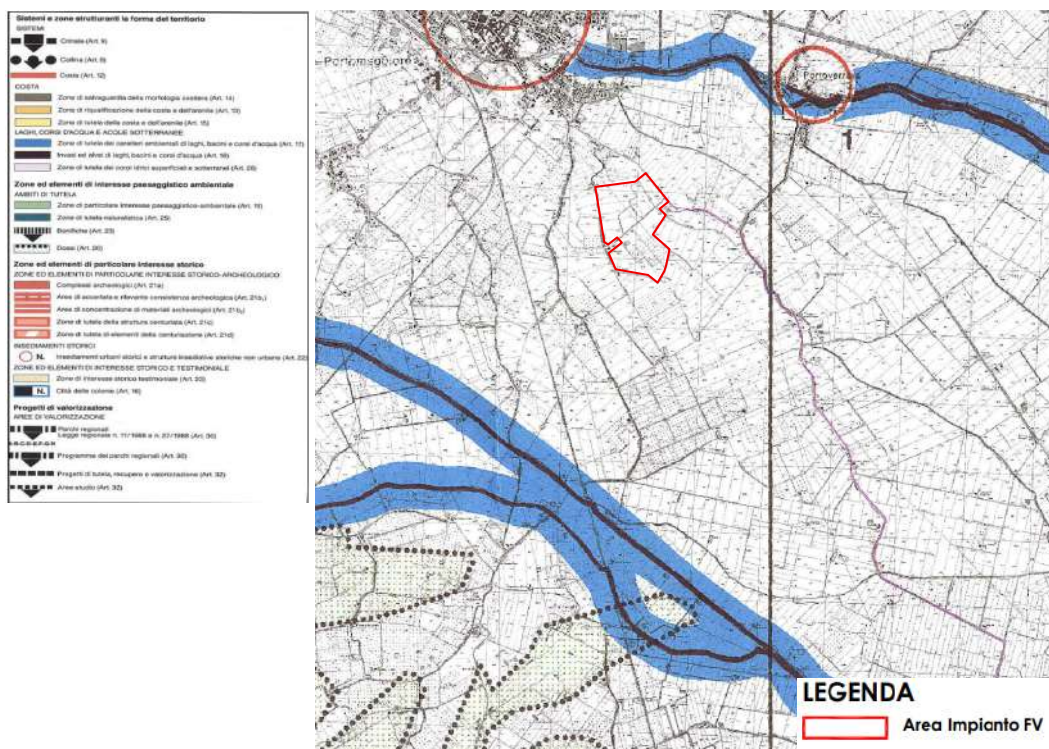 Sistemi e zone strutturanti la forma del territorio
SISTEMI
Crinale (Art. 9)
Collina (Art. 9)
Costa (Art. 12)
COSTA
Zone di salvaguardia della morfologia costiera (Art. 14)
Zone di riqualificazione della costa e dell'arenile (Art. 13)
Zone di tutela della costa e dell'arenile (Art. 15)
LAGHI, CORSI D'ACQUA E ACQUE SOTTERRANEE
Zone di tutela dei caratteri ambientali di laghi, bacini e corsi d'acqua (Art. 17)
Invasi ed alvei di laghi, bacini e corsi d'acqua (Art. 18)
Zone di tutela dei corpi idrici superficiali e sotterranei (Art. 28)
Zone ed elementi di interesse paesaggistico ambientale
AMBITI DI TUTELA
Zone di particolare interesse paesaggistico-ambientale (Art. 19)
Zone di tutela naturalistica (Art. 25)
Bonifiche (Art. 23)
Dossi (Art. 20)
Zone ed elementi di particolare interesse storico
ZONE ED ELEMENTI DI PARTICOLARE INTERESSE STORICO-ARCHEOLOGICO
Complessi archeologici (Art. 21a)
Aree di accertata e rilevante consistenza archeologica (Art. 21b₁)
Aree di concentrazione di materiali archeologici (Art. 21b₂)
Zone di tutela della struttura centuriata (Art. 21c)
Zone di tutela di elementi della centuriazione (Art. 21d)
INSEDIAMENTI STORICI
N. Insediamenti urbani storici e strutture insediative storiche non urbane (Art. 22)
ZONE ED ELEMENTI DI INTERESSE STORICO E TESTIMONIALE
Zone di interesse storico testimoniale (Art. 23)
N. Città delle colonie (Art. 16)
Progetti di valorizzazione
AREE DI VALORIZZAZIONE
Parchi regionali
Legge regionale n. 11/1988 e n. 27/1988 (Art. 30)
A-B-C-D-E-F-G-H
Programma dei parchi regionali (Art. 30)
Progetti di tutela, recupero e valorizzazione (Art. 32)
Aree studio (Art. 32)
Portomaggiore
Portoverrara
1
1
LEGENDA
Area Impianto FV